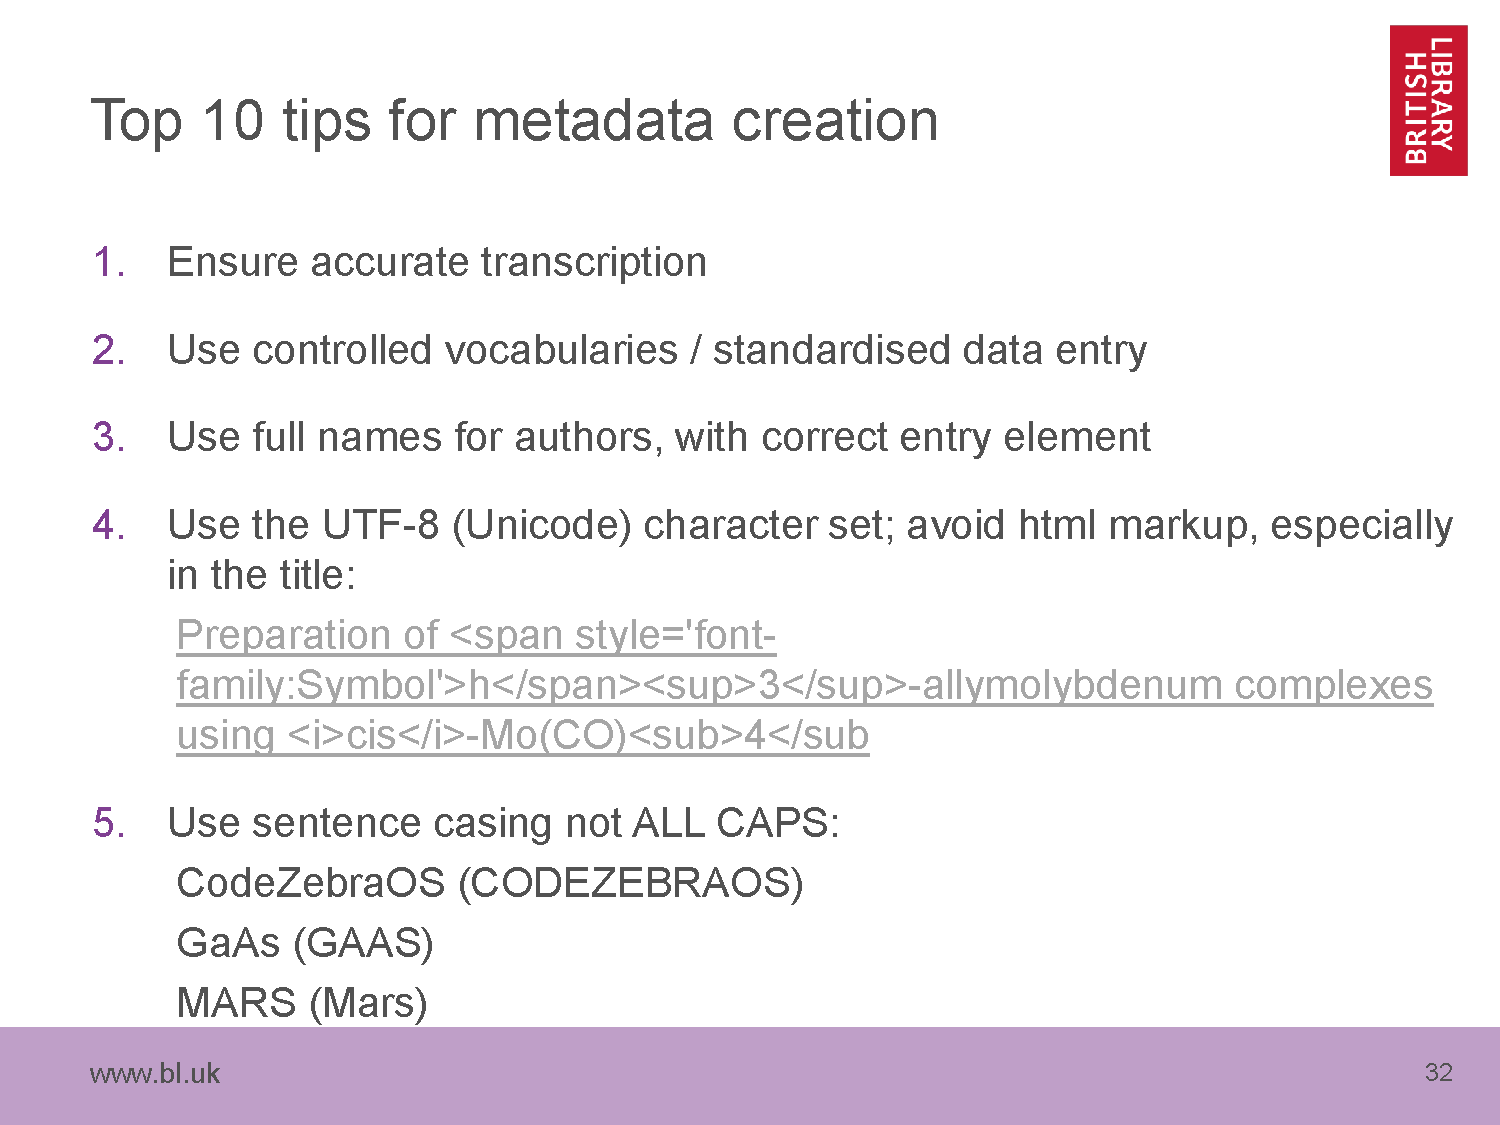 Top 10 tips for metadata creation
BRITISH
LIBRARY
1. Ensure accurate transcription
2. Use controlled vocabularies / standardised data entry
3. Use full names for authors, with correct entry element
4. Use the UTF-8 (Unicode) character set; avoid html markup, especially
in the title:
Preparation of <span style='font-
family:Symbol'>h</span><sup>3</sup>-allymolybdenum complexes
using <i>cis</i>-Mo(CO)<sub>4</sub
5. Use sentence casing not ALL CAPS:
CodeZebraOS (CODEZEBRAOS)
GaAs (GAAS)
MARS (Mars)
www.bl.uk
32